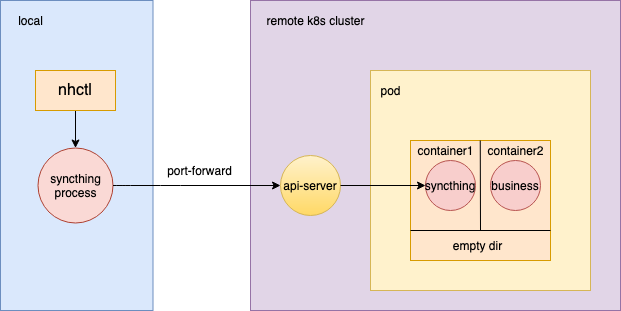 local
remote k8s cluster
nhctl
pod
container1
container2
port-forward
syncthing
process
api-server
syncthing
business
empty dir